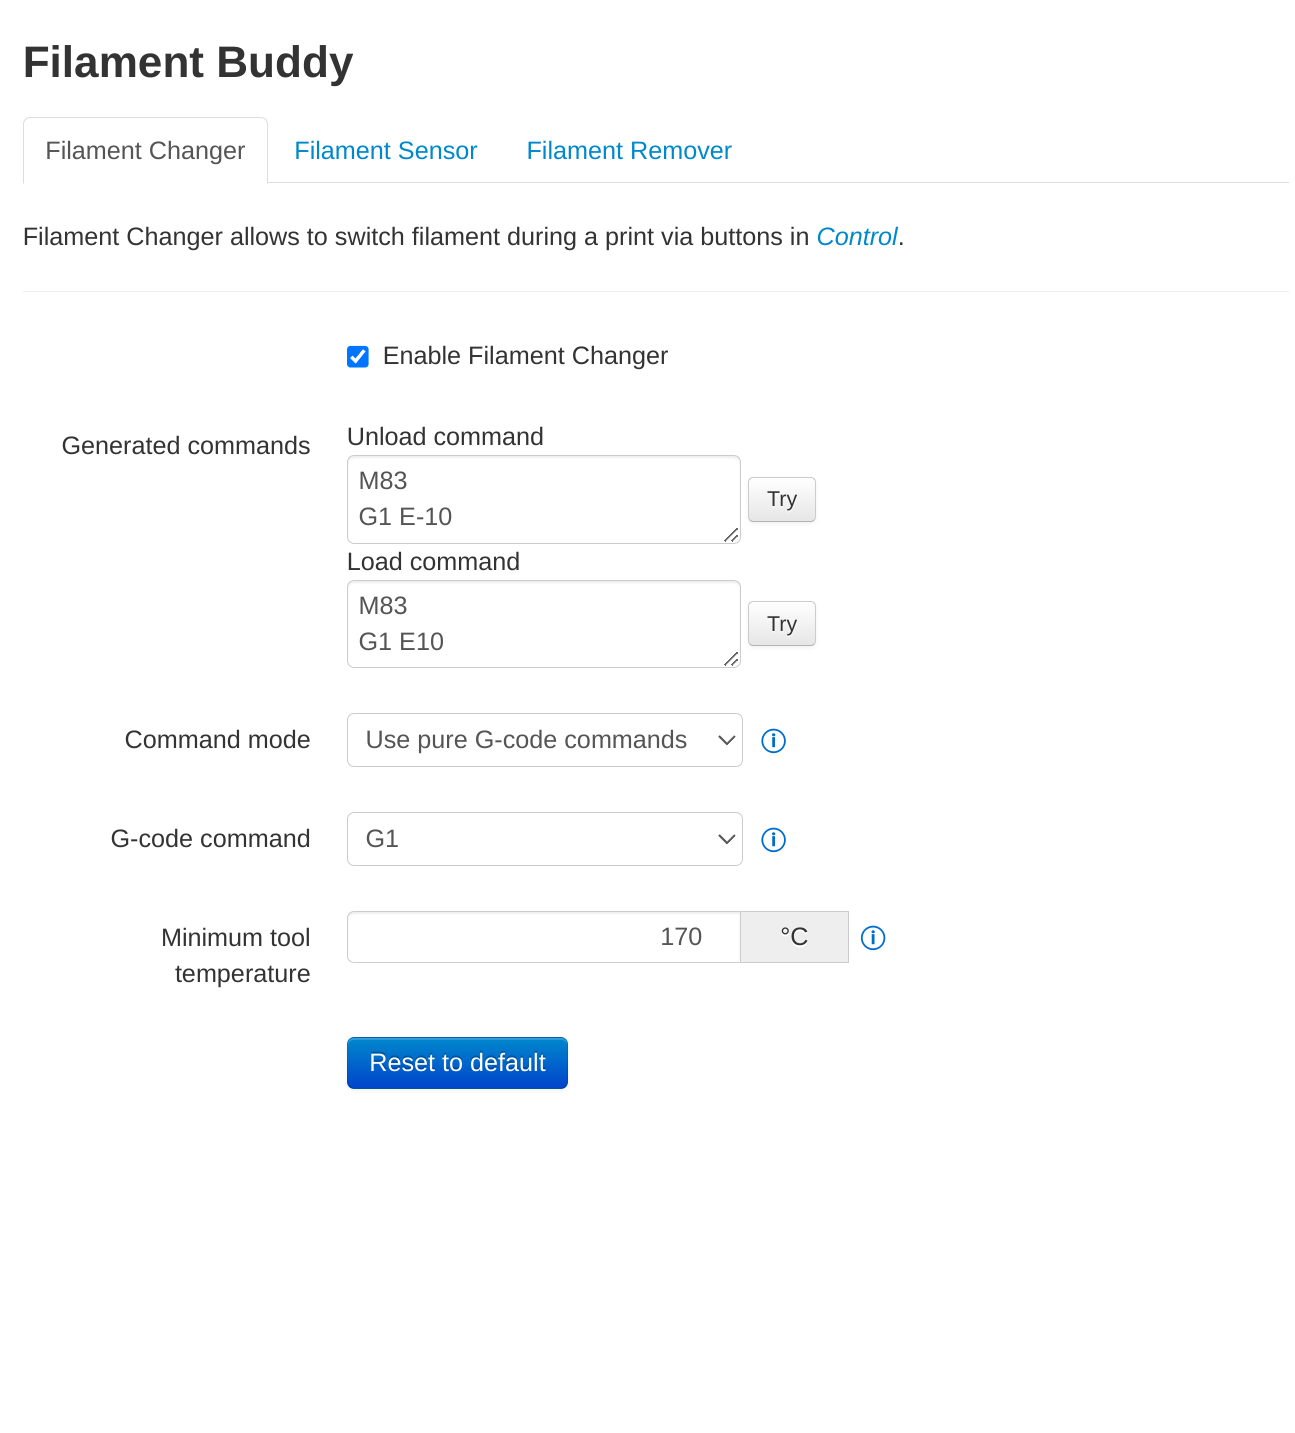 Filament Buddy
Filament Changer Filament Sensor Filament Remover
Filament Changer allows to switch filament during a print via buttons in Control.
Enable Filament Changer
Generated commands
Unload command
M83
G1 E-10
Try
Load command
M83
G1 E10
Try
Command mode Use pure G-code commands
G-code command G1
Minimum tool
temperature
170 °C
Reset to default